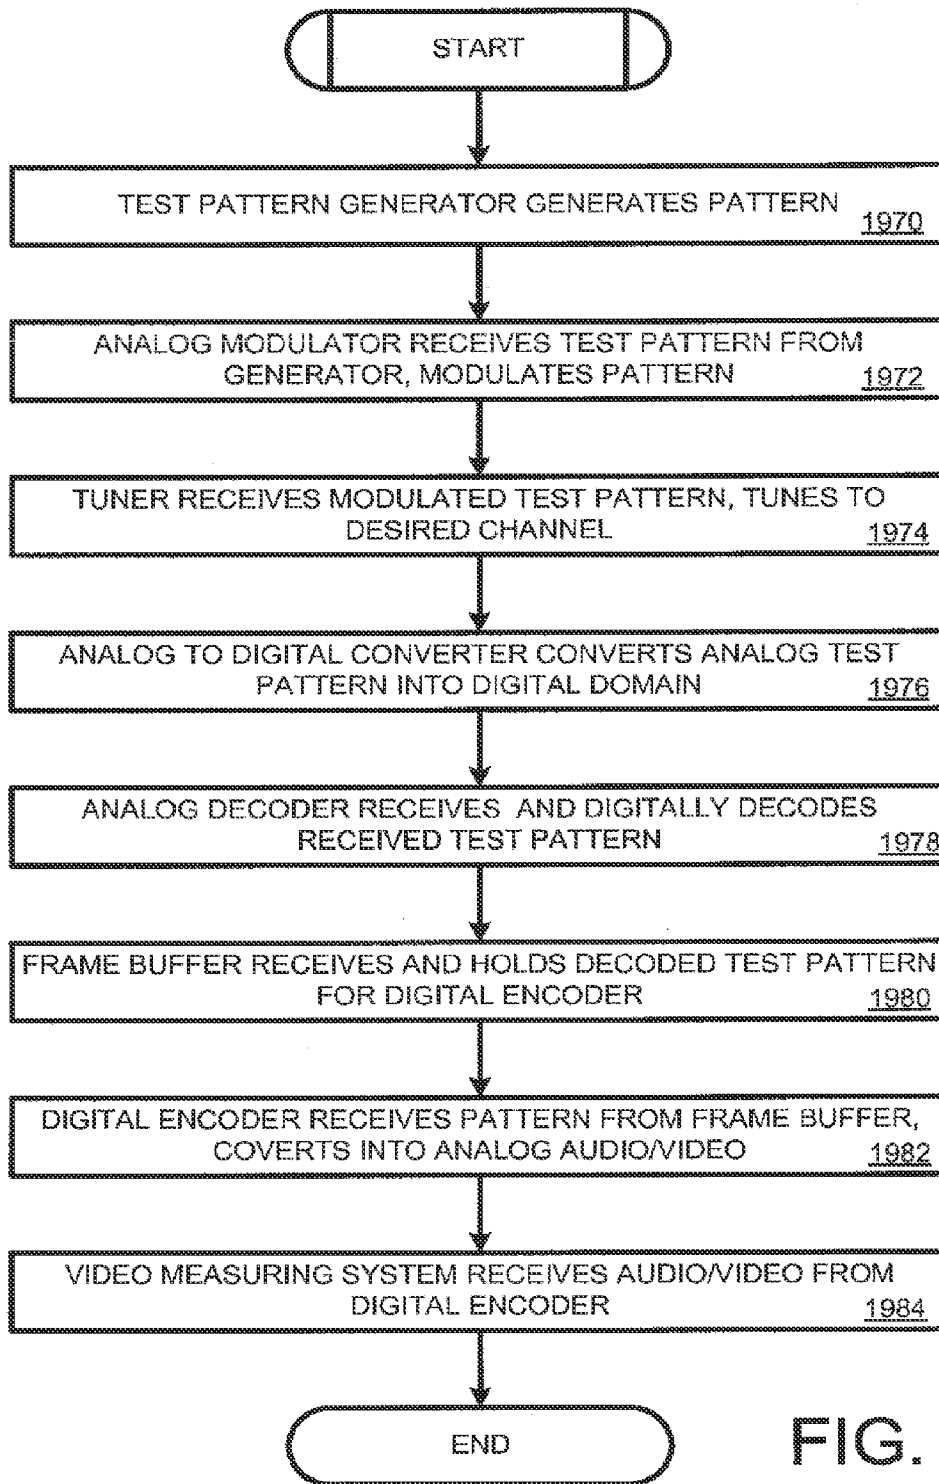 START
TEST PATTERN GENERATOR GENERATES PATTERN
1970
ANALOG MODULATOR RECEIVES TEST PATTERN FROM
GENERATOR, MODULATES PATTERN
1972
TUNER RECEIVES MODULATED TEST PATTERN, TUNES TO
DESIRED CHANNEL
1974
ANALOG TO DIGITAL CONVERTER CONVERTS ANALOG TEST
PATTERN INTO DIGITAL DOMAIN
1976
ANALOG DECODER RECEIVES AND DIGITALLY DECODES
RECEIVED TEST PATTERN
1978
FRAME BUFFER RECEIVES AND HOLDS DECODED TEST PATTERN
FOR DIGITAL ENCODER
1980
DIGITAL ENCODER RECEIVES PATTERN FROM FRAME BUFFER,
COVERTS INTO ANALOG AUDIO/VIDEO
1982
VIDEO MEASURING SYSTEM RECEIVES AUDIO/VIDEO FROM
DIGITAL ENCODER
1984
END
FIG.